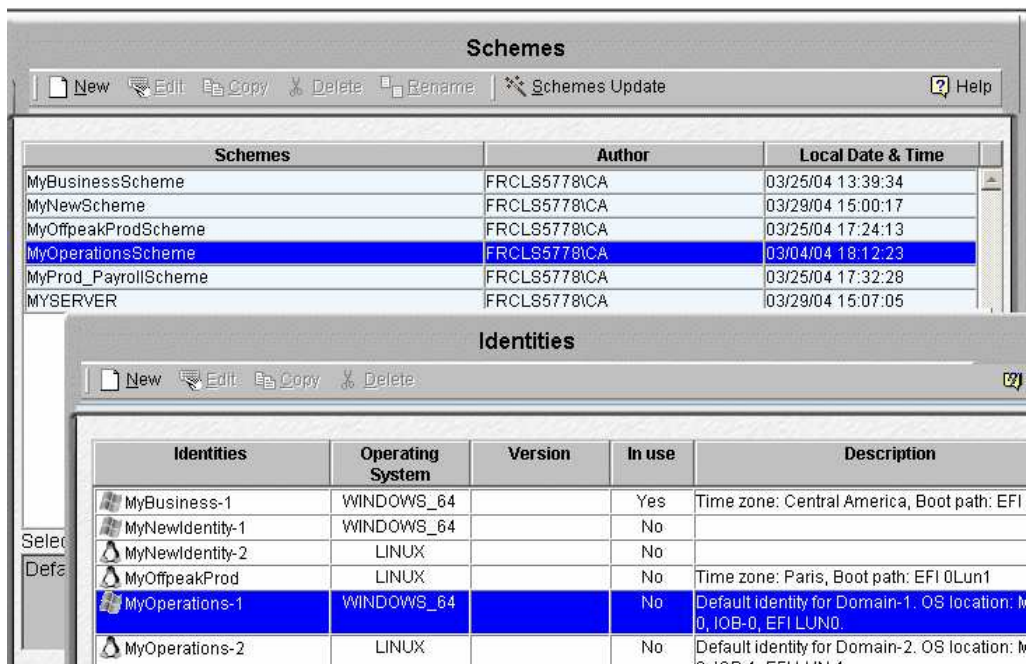 Schemes
New Edit Copy Delete Rename Schemes Update Help
Schemes Author Local Date & Time
MyBusinessScheme FRCLS5778\CA 03/25/04 13:39:34
MyNewScheme FRCLS5778\CA 03/29/04 15:00:17
MyOffpeakProdScheme FRCLS5778\CA 03/25/04 17:24:13
MyOperationsScheme FRCLS5778\CA 03/04/04 18:12:23
MyProd_PayrollScheme FRCLS5778\CA 03/25/04 17:32:28
MYSERVER FRCLS5778\CA 03/29/04 15:07:05
Identities
New Edit Copy Delete
Identities Operating System Version In use Description
MyBusiness-1 WINDOWS_64 Yes Time zone: Central America, Boot path: EFI
MyNewIdentity-1 WINDOWS_64 No
Selec
MyNewIdentity-2 LINUX No
Defa
MyOffpeakProd LINUX No Time zone: Paris, Boot path: EFI 0Lun1
MyOperations-1 WINDOWS_64 No Default identity for Domain-1. OS location: M
0, IOB-0, EFI LUN0.
MyOperations-2 LINUX No Default identity for Domain-2. OS location: M